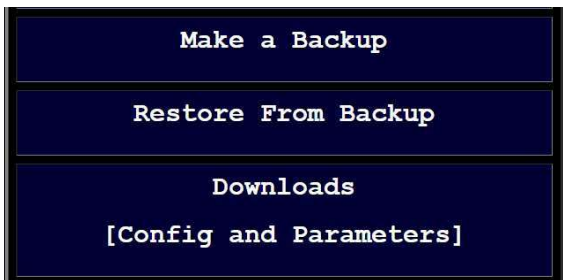 Make a Backup
Restore From Backup
Downloads
[Config and Parameters]